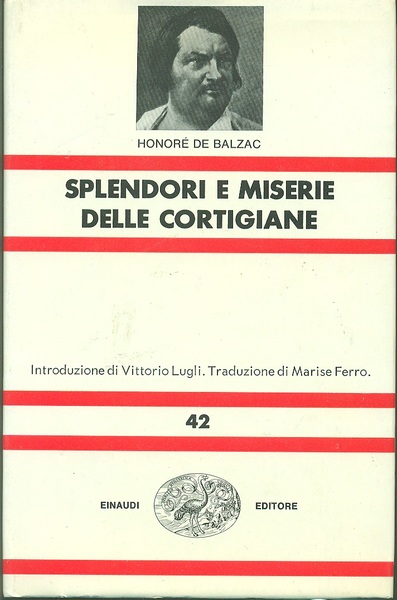 HONORÉ DE BALZAC
SPLENDORI E MISERIE
DELLE CORTIGIANE
Introduzione di Vittorio Lugli. Traduzione di Marise Ferro.
42
EINAUDI EDITORE